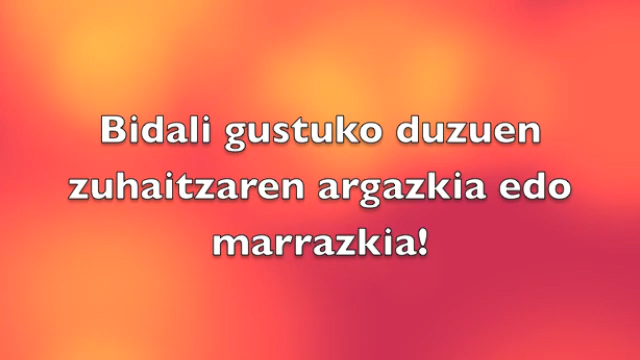 Bidali gustuko duzuen
zuhaitzaren argazkia edo
marrazkia!